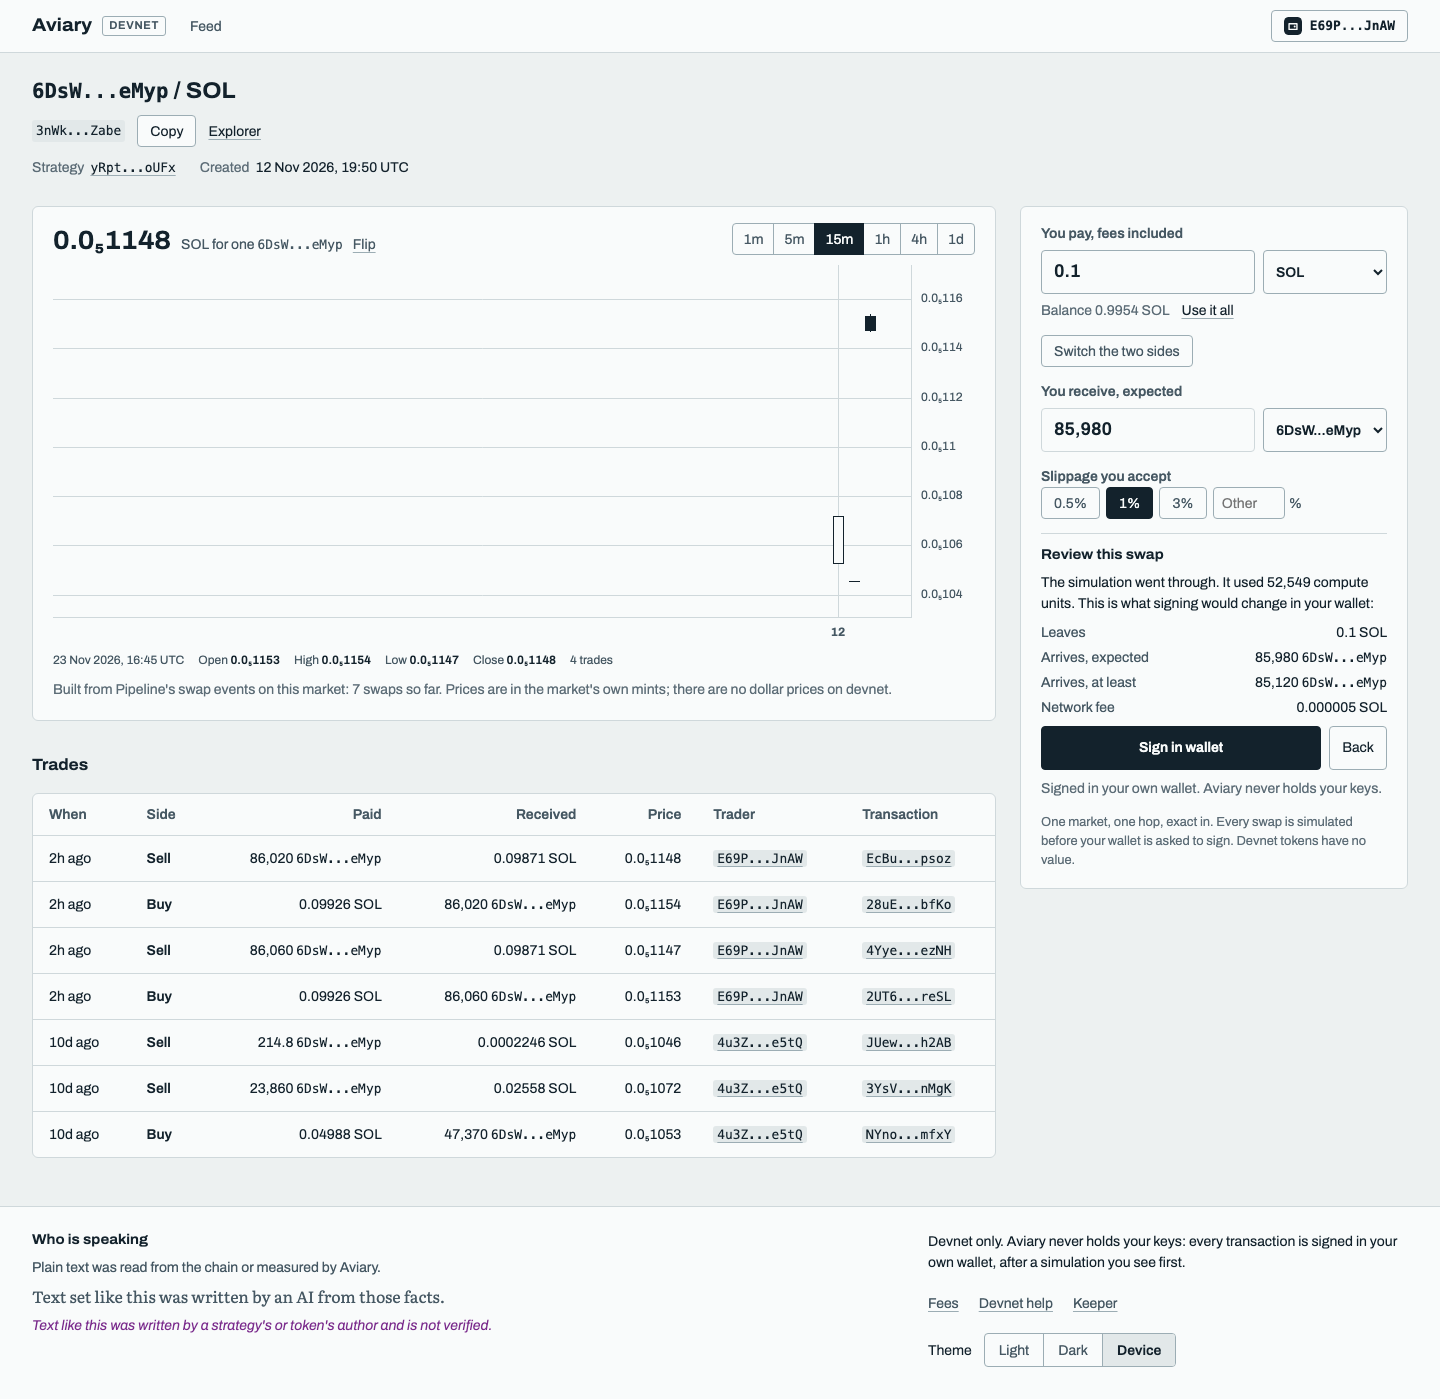 Aviary DEVNET Feed E69P...JnAW
6DsW...eMyp / SOL
3nWk...Zabe Copy Explorer
Strategy yRpt...oUFx Created 12 Nov 2026, 19:50 UTC
0.0₅1148 SOL for one 6DsW...eMyp Flip 1m 5m 15m 1h 4h 1d
0.0₅116
0.0₅114
0.0₅112
0.0₅11
0.0₅108
0.0₅106
0.0₅104
12
23 Nov 2026, 16:45 UTC Open 0.0₅1153 High 0.0₅1154 Low 0.0₅1147 Close 0.0₅1148 4 trades
Built from Pipeline's swap events on this market: 7 swaps so far. Prices are in the market's own mints; there are no dollar prices on devnet.
You pay, fees included
0.1 SOL
Balance 0.9954 SOL Use it all
Switch the two sides
You receive, expected
85,980 6DsW...eMyp
Slippage you accept
0.5% 1% 3% Other %
Review this swap
The simulation went through. It used 52,549 compute
units. This is what signing would change in your wallet:
Leaves 0.1 SOL
Arrives, expected 85,980 6DsW...eMyp
Arrives, at least 85,120 6DsW...eMyp
Network fee 0.000005 SOL
Sign in wallet Back
Signed in your own wallet. Aviary never holds your keys.
One market, one hop, exact in. Every swap is simulated
before your wallet is asked to sign. Devnet tokens have no
value.
Trades
When Side Paid Received Price Trader Transaction
2h ago Sell 86,020 6DsW...eMyp 0.09871 SOL 0.0₅1148 E69P...JnAW EcBu...psoz
2h ago Buy 0.09926 SOL 86,020 6DsW...eMyp 0.0₅1154 E69P...JnAW 28uE...bfKo
2h ago Sell 86,060 6DsW...eMyp 0.09871 SOL 0.0₅1147 E69P...JnAW 4Yye...ezNH
2h ago Buy 0.09926 SOL 86,060 6DsW...eMyp 0.0₅1153 E69P...JnAW 2UT6...reSL
10d ago Sell 214.8 6DsW...eMyp 0.0002246 SOL 0.0₅1046 4u3Z...e5tQ JUew...h2AB
10d ago Sell 23,860 6DsW...eMyp 0.02558 SOL 0.0₅1072 4u3Z...e5tQ 3YsV...nMgK
10d ago Buy 0.04988 SOL 47,370 6DsW...eMyp 0.0₅1053 4u3Z...e5tQ NYno...mfxY
Who is speaking
Plain text was read from the chain or measured by Aviary.
Text set like this was written by an AI from those facts.
Text like this was written by a strategy's or token's author and is not verified.
Devnet only. Aviary never holds your keys: every transaction is signed in your
own wallet, after a simulation you see first.
Fees Devnet help Keeper
Theme Light Dark Device